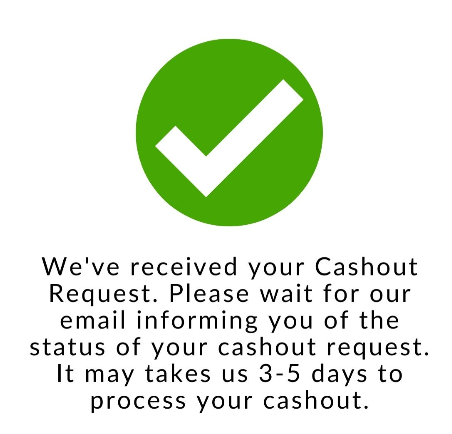 We've received your Cashout
Request. Please wait for our
email informing you of the
status of your cashout request.
It may takes us 3-5 days to
process your cashout.